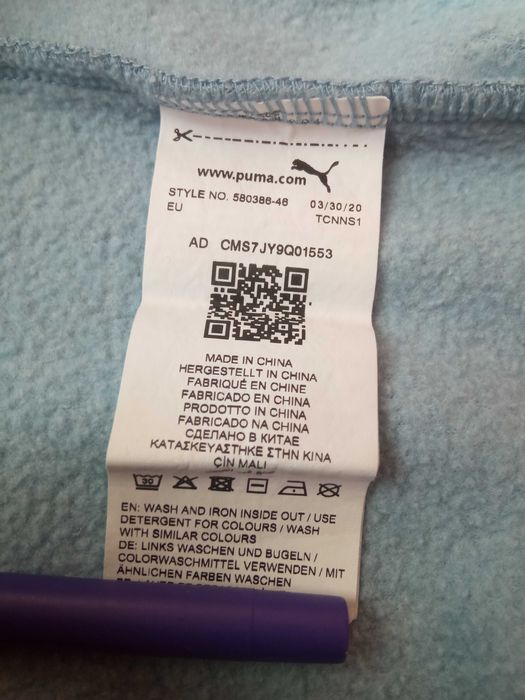 www.puma.com
STYLE NO. 580386-46 03/30/20
EU TCNNS1
AD CMS7JY9Q01553
MADE IN CHINA
HERGESTELLT IN CHINA
FABRIQUÉ EN CHINE
FABRICADO EN CHINA
PRODOTTO IN CHINA
FABRICADO NA CHINA
СДЕЛАНО В КИТАЕ
ΚΑΤΑΣΚΕΥΑΣΤΗΚΕ ΣΤΗΝ ΚΙΝΑ
ÇİN MALI
30
EN: WASH AND IRON INSIDE OUT / USE
DETERGENT FOR COLOURS / WASH
WITH SIMILAR COLOURS
DE: LINKS WASCHEN UND BUGELN /
COLORWASCHMITTEL VERWENDEN / MIT
ÄHNLICHEN FARBEN WASCHEN